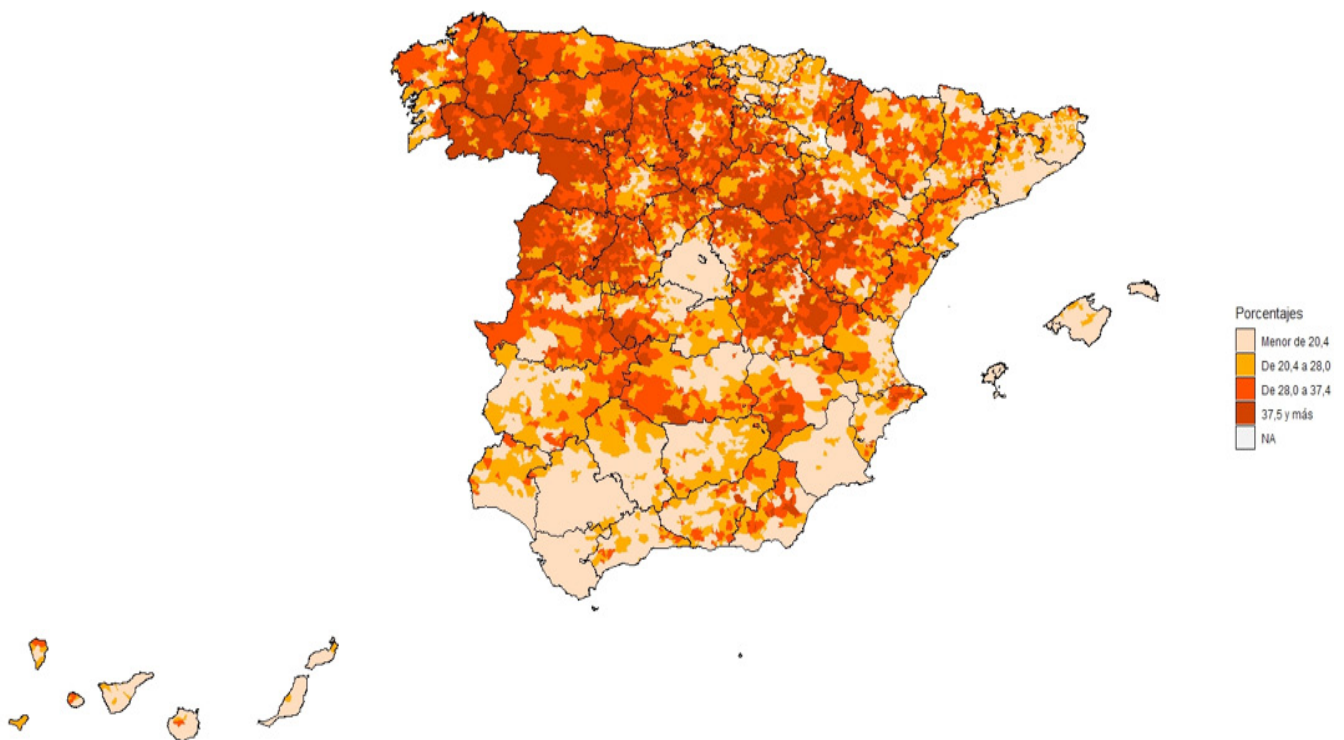 Porcentajes
Menor de 20,4
De 20,4 a 28,0
De 28,0 a 37,4
37,5 y más
NA